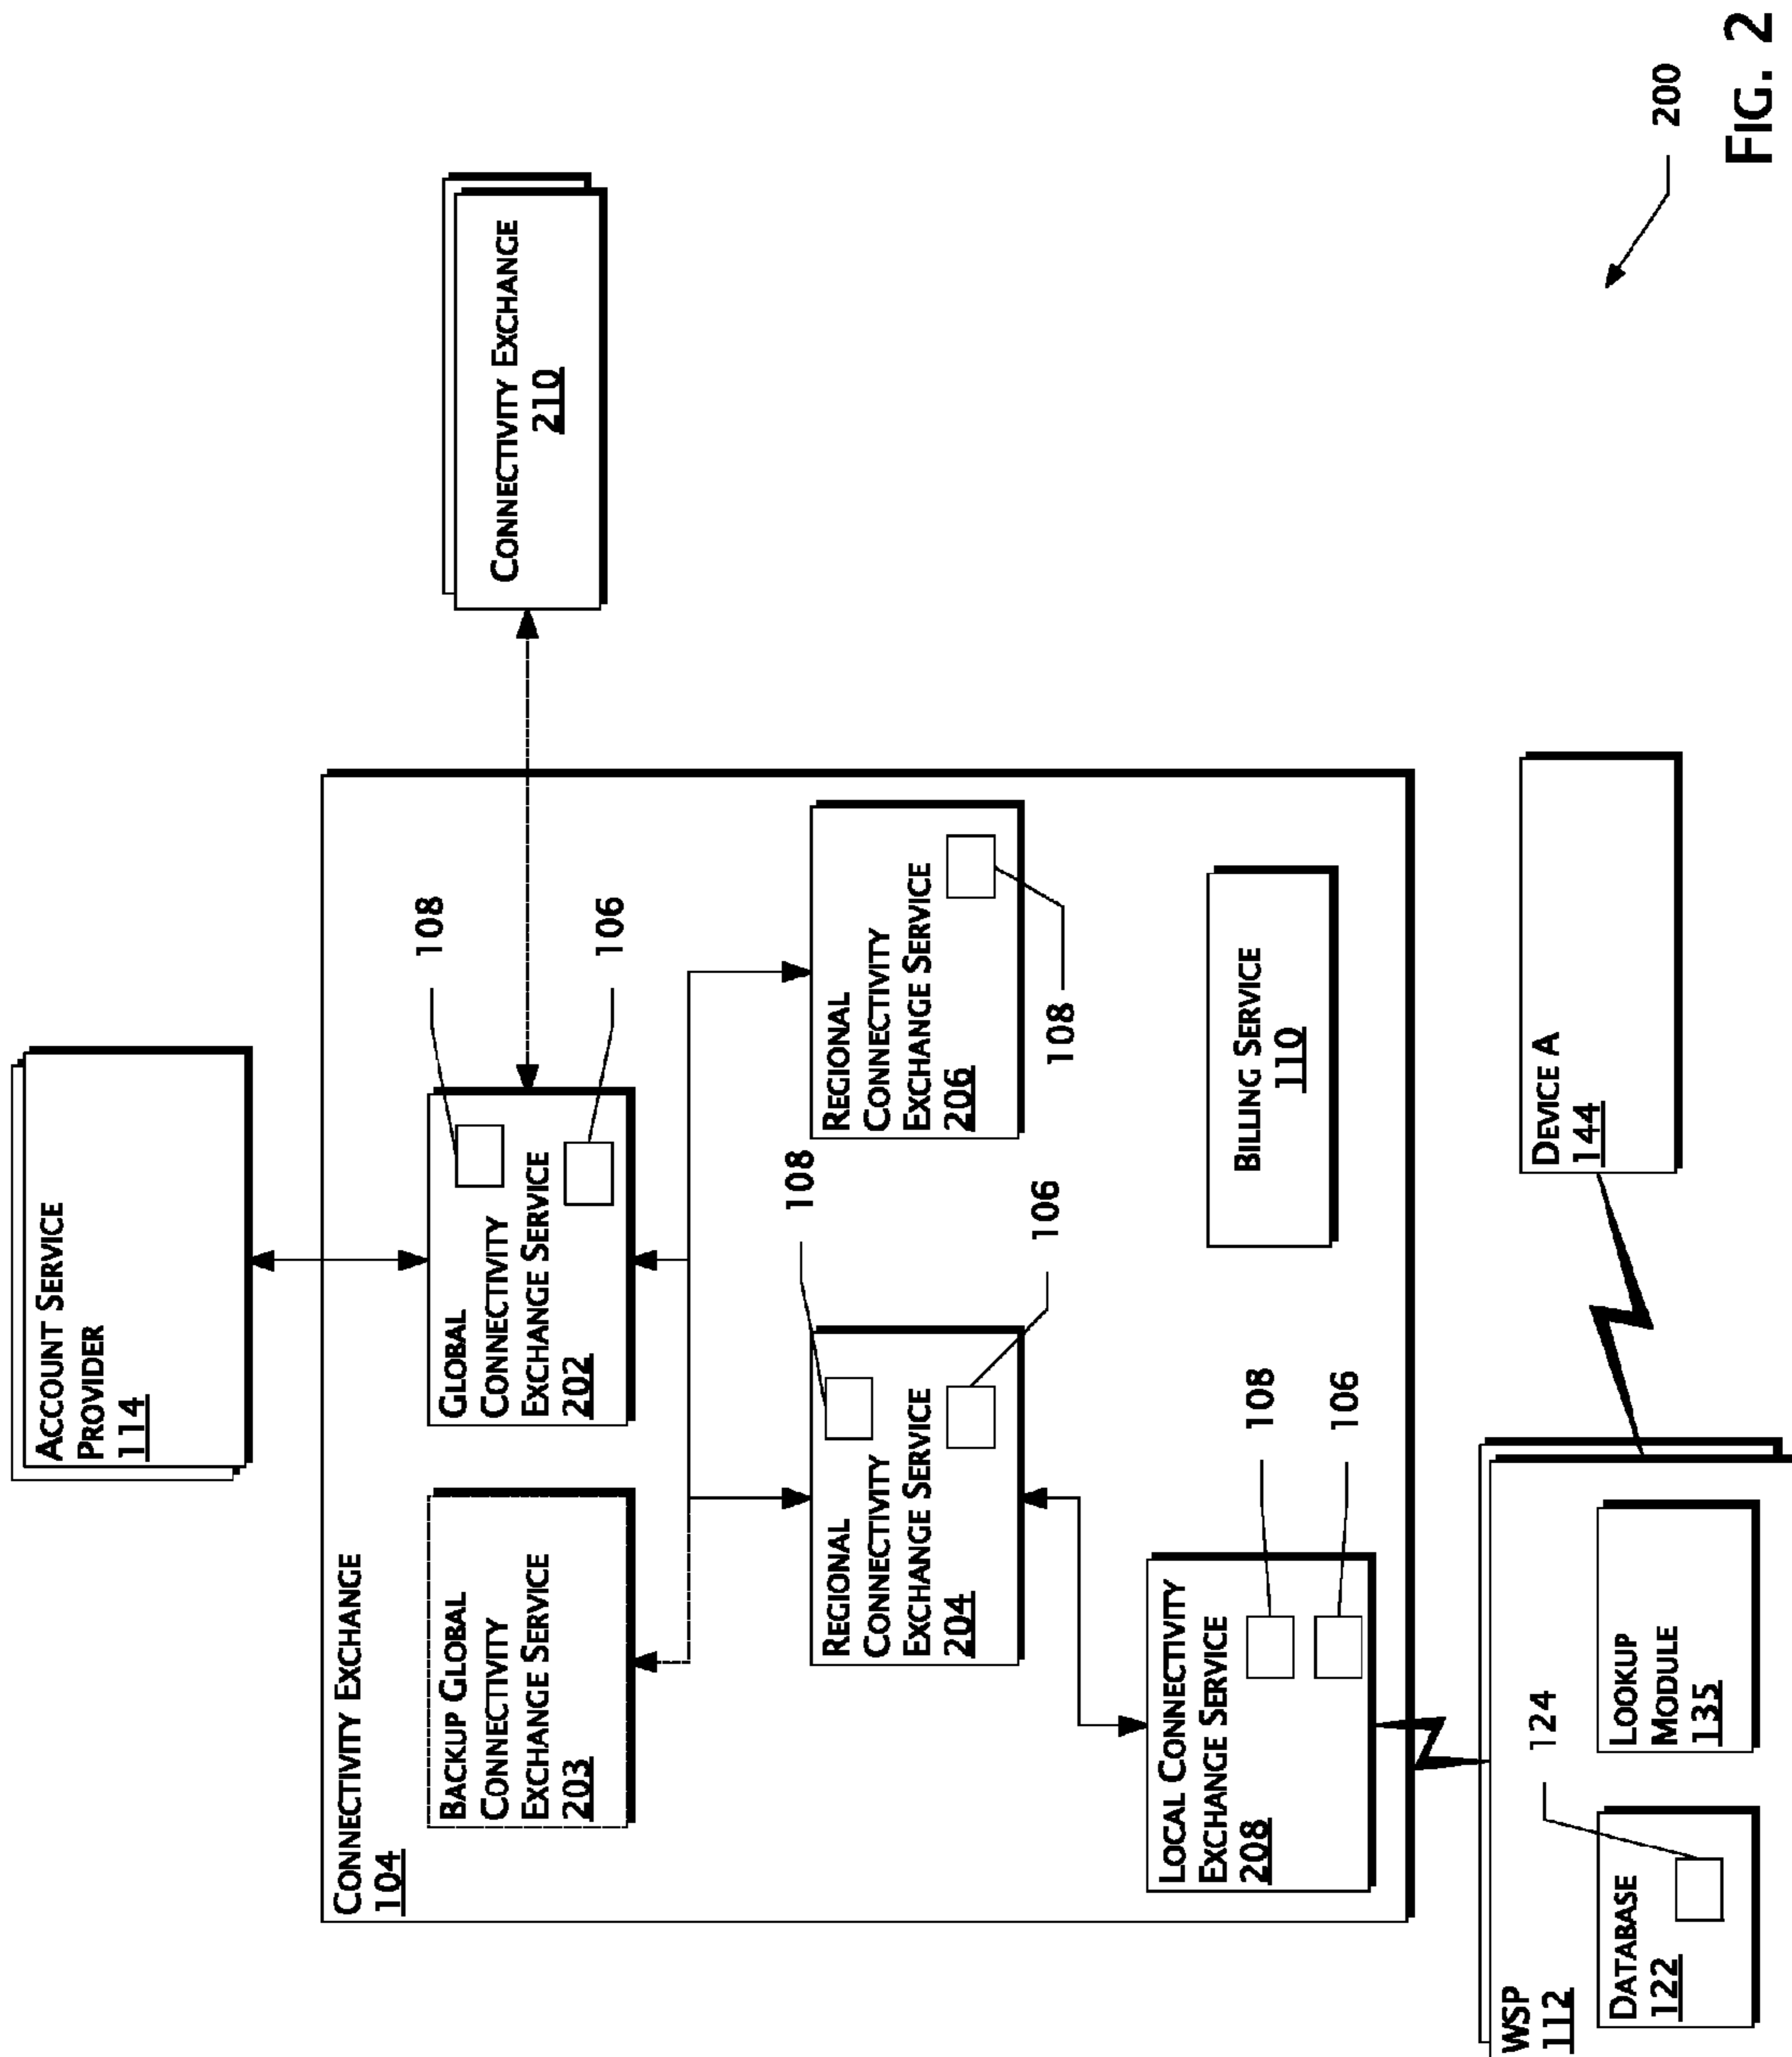 ACCOUNT SERVICE
PROVIDER
114
CONNECTIVITY EXCHANGE
104
BACKUP GLOBAL
CONNECTIVITY
EXCHANGE SERVICE
203
GLOBAL
CONNECTIVITY
EXCHANGE SERVICE
202
108
106
CONNECTIVITY EXCHANGE
210
REGIONAL
CONNECTIVITY
EXCHANGE SERVICE
204
108
106
REGIONAL
CONNECTIVITY
EXCHANGE SERVICE
206
108
LOCAL CONNECTIVITY
EXCHANGE SERVICE
208
108
106
BILLING SERVICE
110
WSP
112
DATABASE
122
124
LOOKUP
MODULE
135
DEVICE A
144
200
FIG. 2